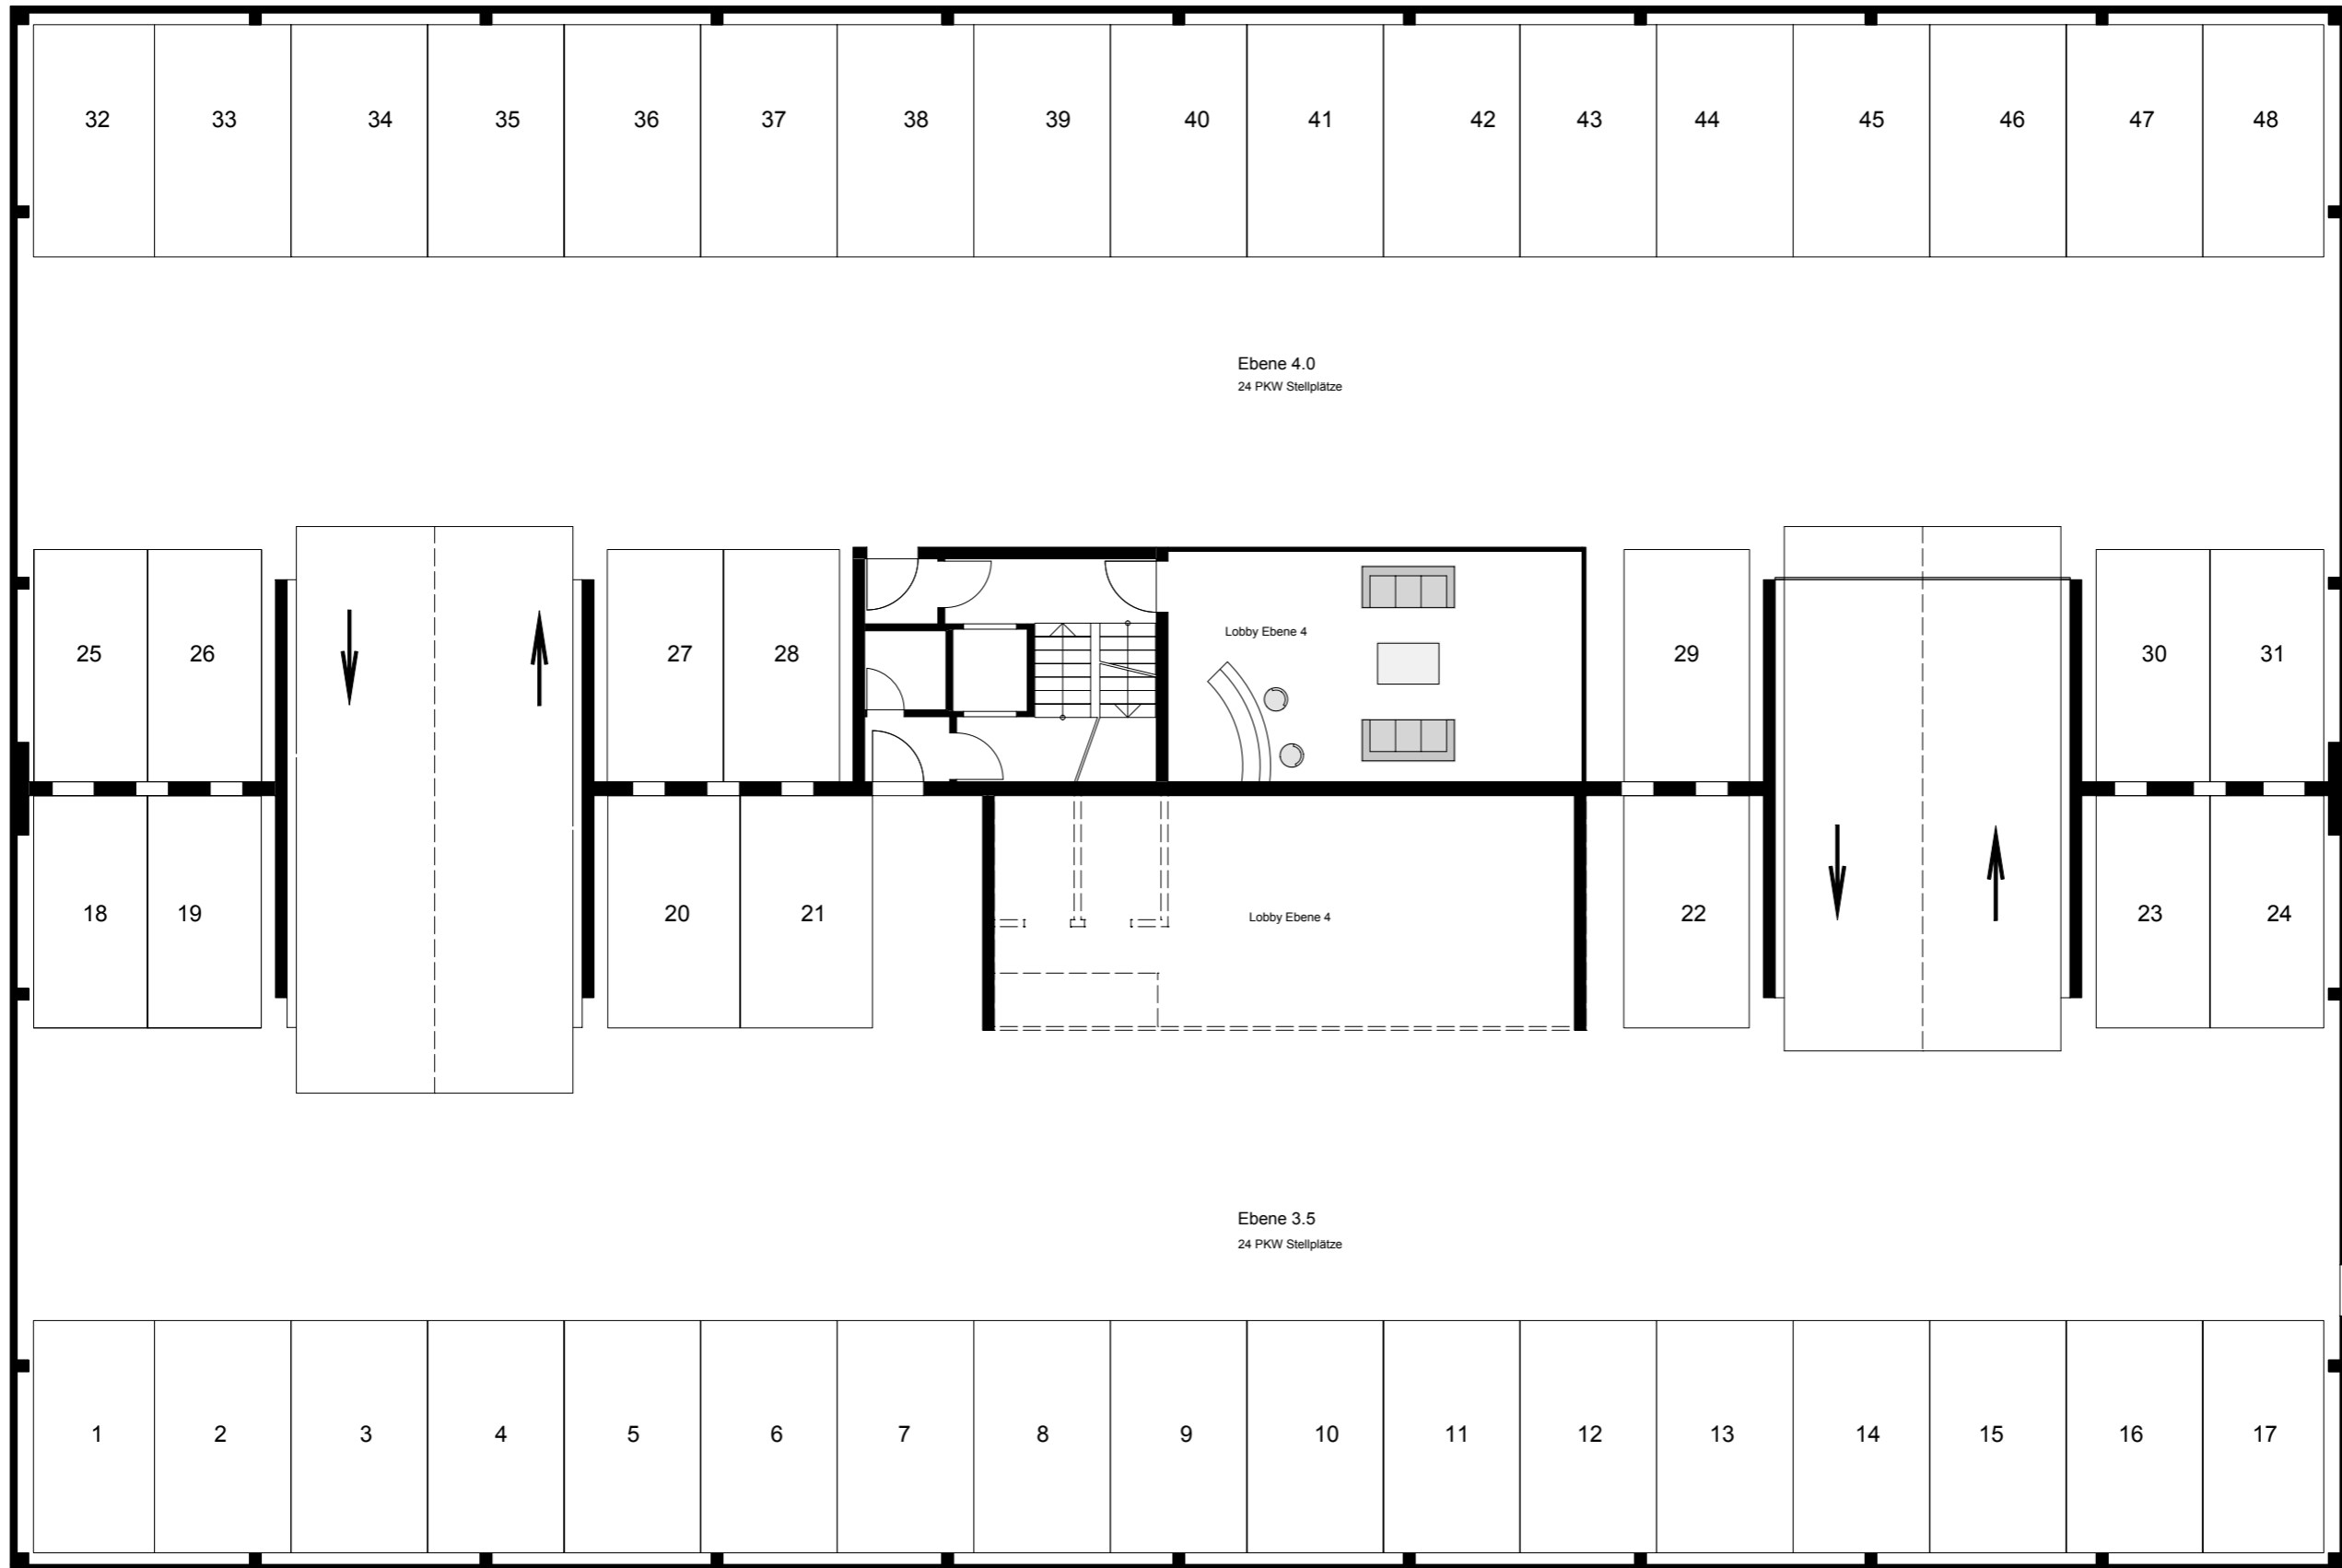 32 33 34 35 36 37 38 39 40 41 42 43 44 45 46 47 48
Ebene 4.0
24 PKW Stellplätze
Lobby Ebene 4
25 26 27 28 29 30 31
18 19 20 21 22 23 24
Lobby Ebene 4
Ebene 3.5
24 PKW Stellplätze
1 2 3 4 5 6 7 8 9 10 11 12 13 14 15 16 17